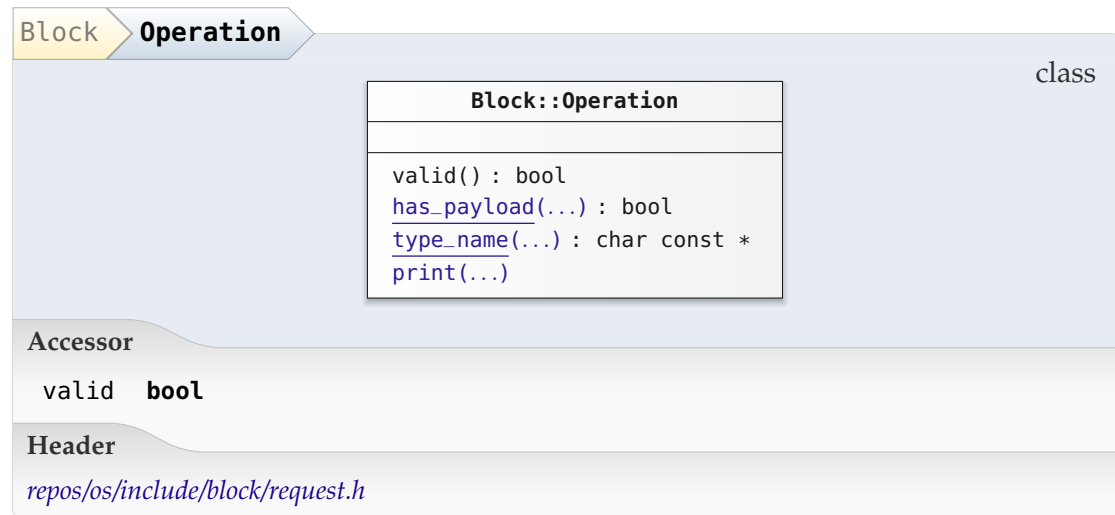 Block Operation
class
Block::Operation
valid() : bool
has_payload(...) : bool
type_name(...) : char const *
print(...)
Accessor
valid bool
Header
repos/os/include/block/request.h